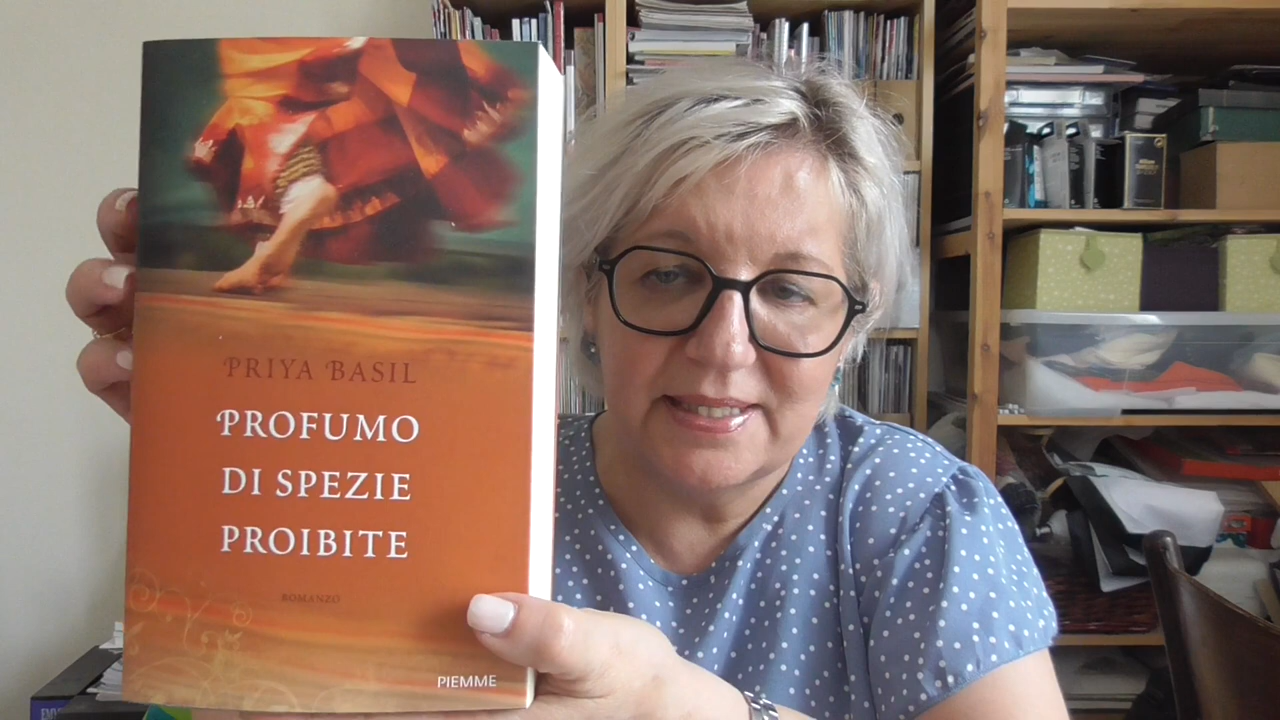 PRIYA BASIL
PROFUMO
DI SPEZIE
PROIBITE
ROMANZO
PIEMME